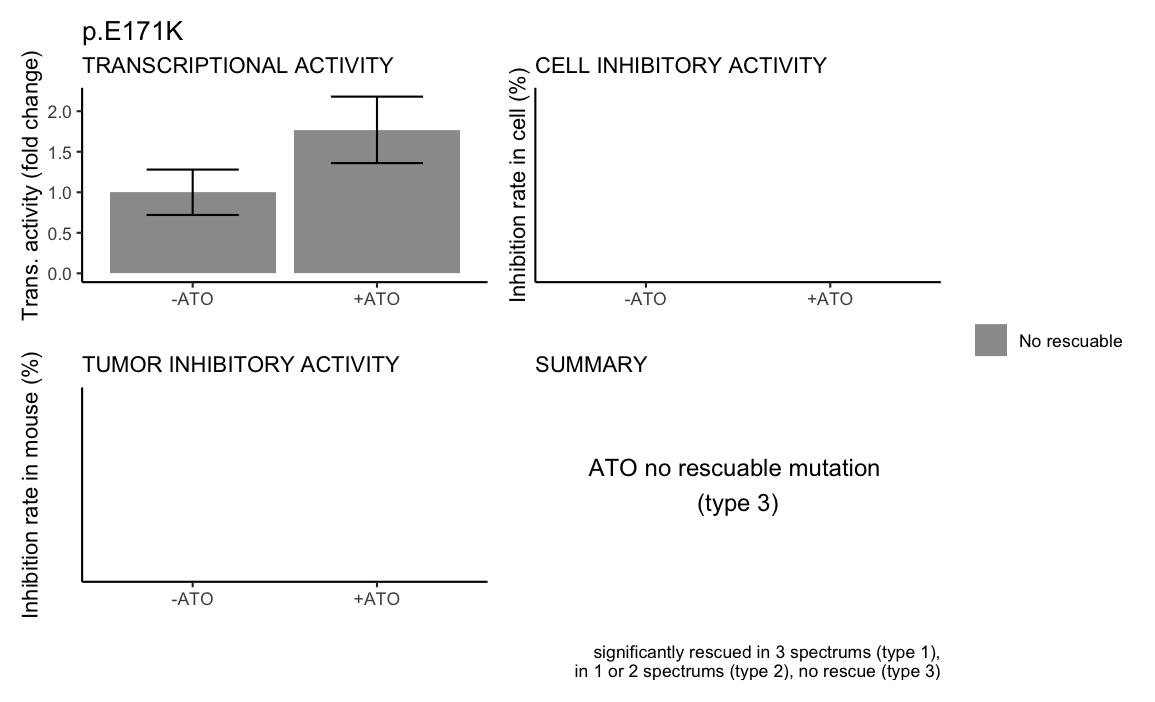 p.E171K
TRANSCRIPTIONAL ACTIVITY
Trans. activity (fold change)
2.0
1.5
1.0
0.5
0.0
-ATO
+ATO
CELL INHIBITORY ACTIVITY
Inhibition rate in cell (%)
-ATO
+ATO
No rescuable
TUMOR INHIBITORY ACTIVITY
Inhibition rate in mouse (%)
-ATO
+ATO
SUMMARY
ATO no rescuable mutation
(type 3)
significantly rescued in 3 spectrums (type 1),
in 1 or 2 spectrums (type 2), no rescue (type 3)